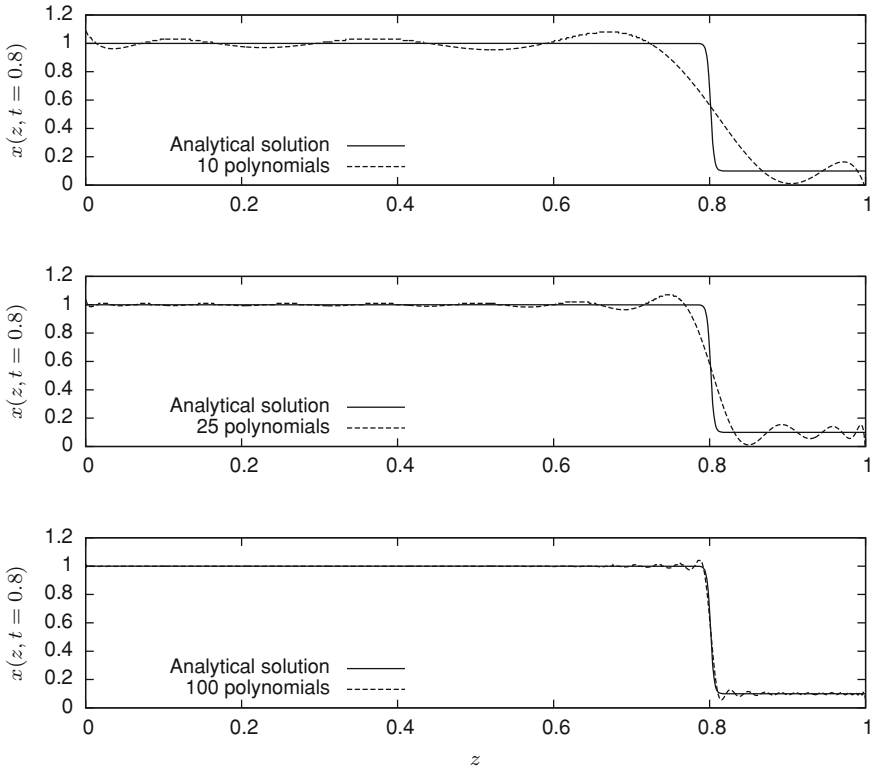 1.2
1
0.8
0.6
0.4
0.2
0
x(z, t = 0.8)
Analytical solution
10 polynomials
0 0.2 0.4 0.6 0.8 1
1.2
1
0.8
0.6
0.4
0.2
0
x(z, t = 0.8)
Analytical solution
25 polynomials
0 0.2 0.4 0.6 0.8 1
1.2
1
0.8
0.6
0.4
0.2
0
x(z, t = 0.8)
Analytical solution
100 polynomials
0 0.2 0.4 0.6 0.8 1
z